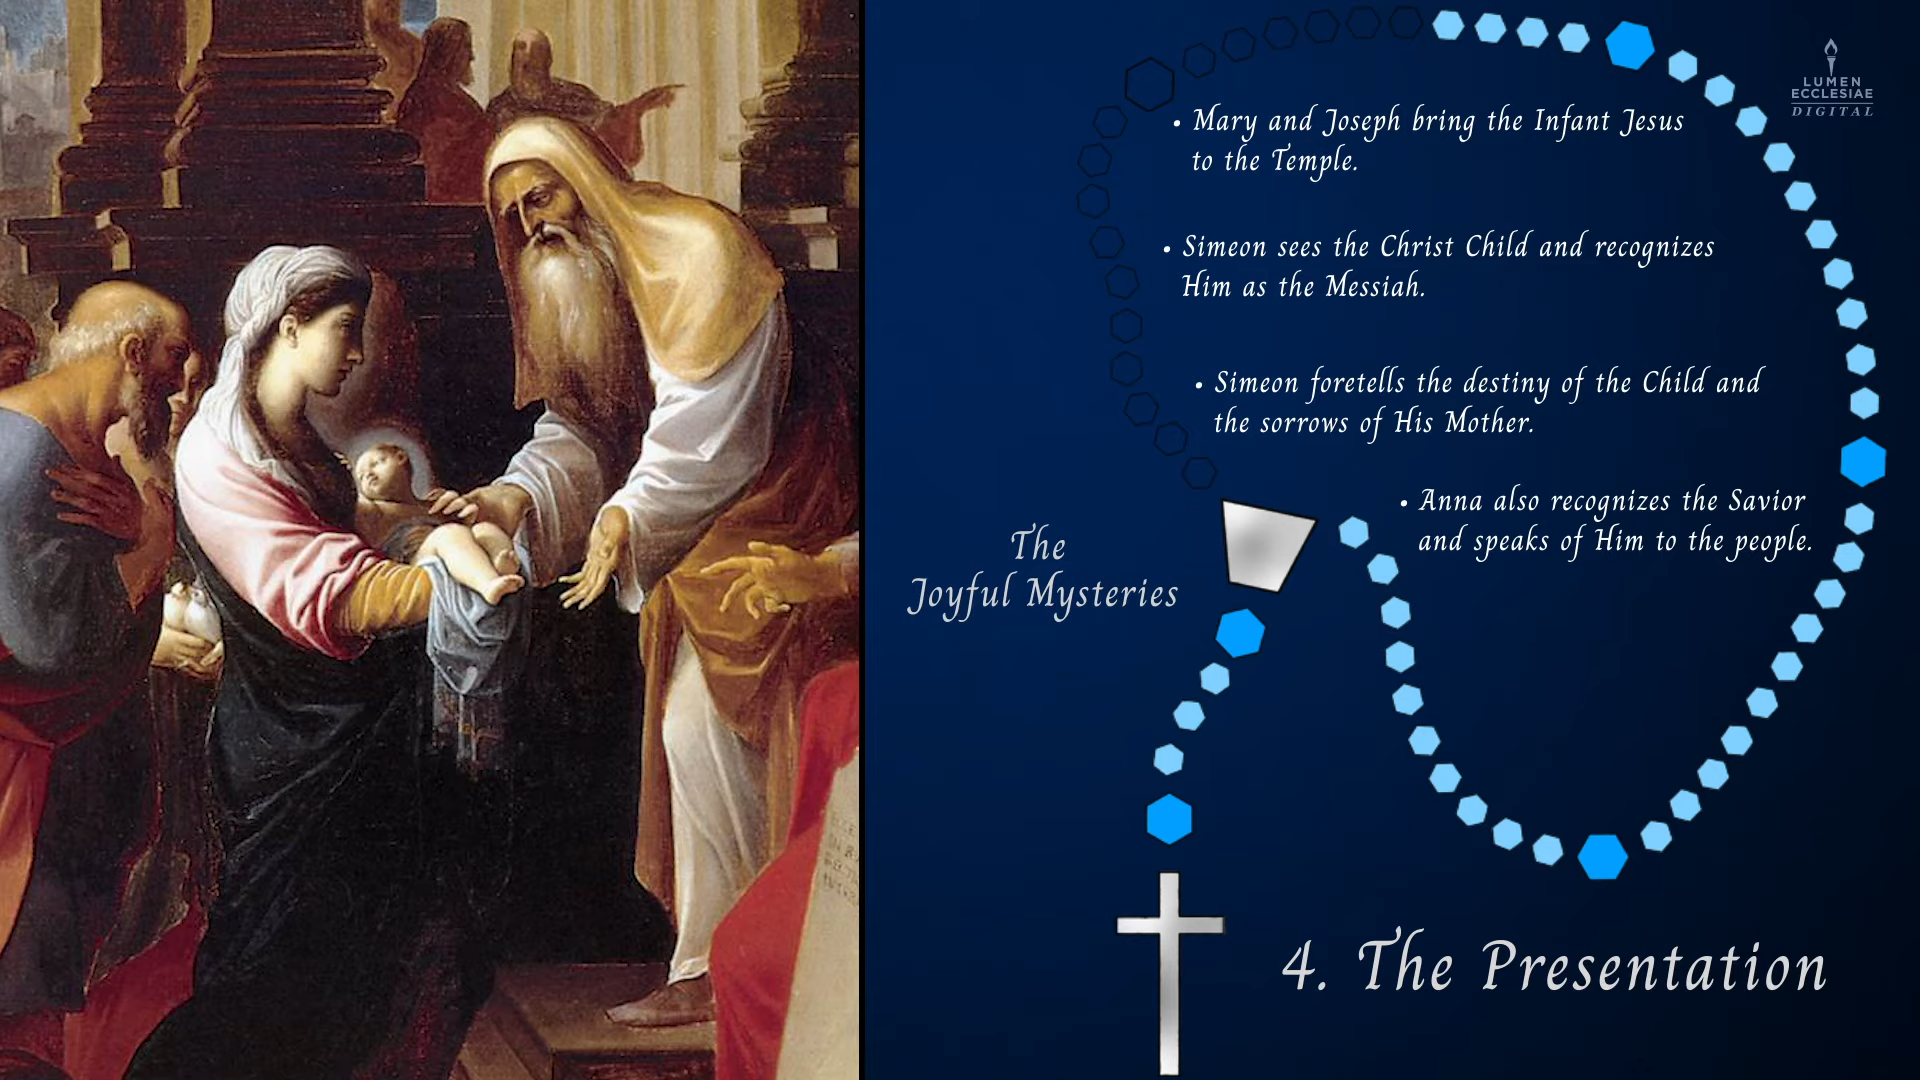 LUMEN
ECCLESIAE
DIGITAL
• Mary and Joseph bring the Infant Jesus
to the Temple.
• Simeon sees the Christ Child and recognizes
Him as the Messiah.
• Simeon foretells the destiny of the Child and
the sorrows of His Mother.
• Anna also recognizes the Savior
and speaks of Him to the people.
The
Joyful Mysteries
4. The Presentation